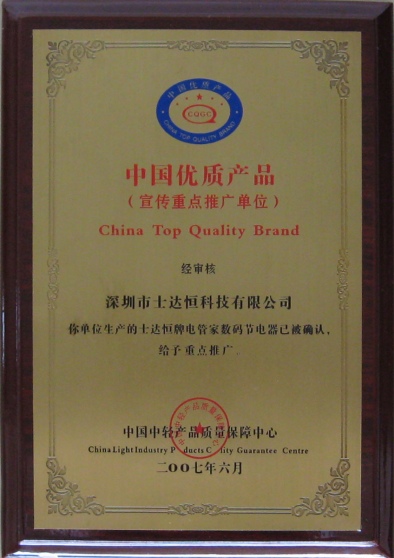 中国优质产品
CQGC
CHINA TOP QUALITY BRAND
中国优质产品
（宣传重点推广单位）
China Top Quality Brand
经审核
深圳市士达恒科技有限公司
你单位生产的士达恒牌电管家数码节电器已被确认，
给予重点推广。
中国中轻产品质量保障中心
China Light Industry P ducts lity Guarantee Centre
二〇〇七年六月